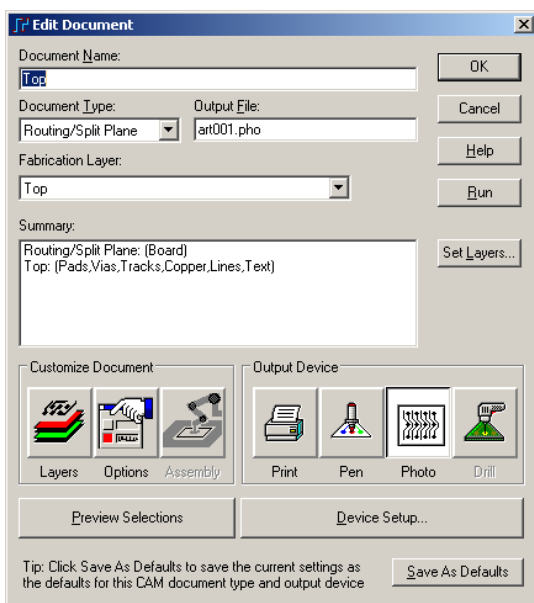 Edit Document
Document Name:
Top
OK
Document Type:
Output File:
Cancel
Routing/Split Plane
art001.pho
Help
Fabrication Layer:
Top
Run
Summary:
Routing/Split Plane: (Board)
Top: (Pads,Vias,Tracks,Copper,Lines,Text)
Set Layers...
Customize Document
Output Device
Layers
Options
Assembly
Print
Pen
Photo
Drill
Preview Selections
Device Setup...
Tip: Click Save As Defaults to save the current settings as
the defaults for this CAM document type and output device
Save As Defaults